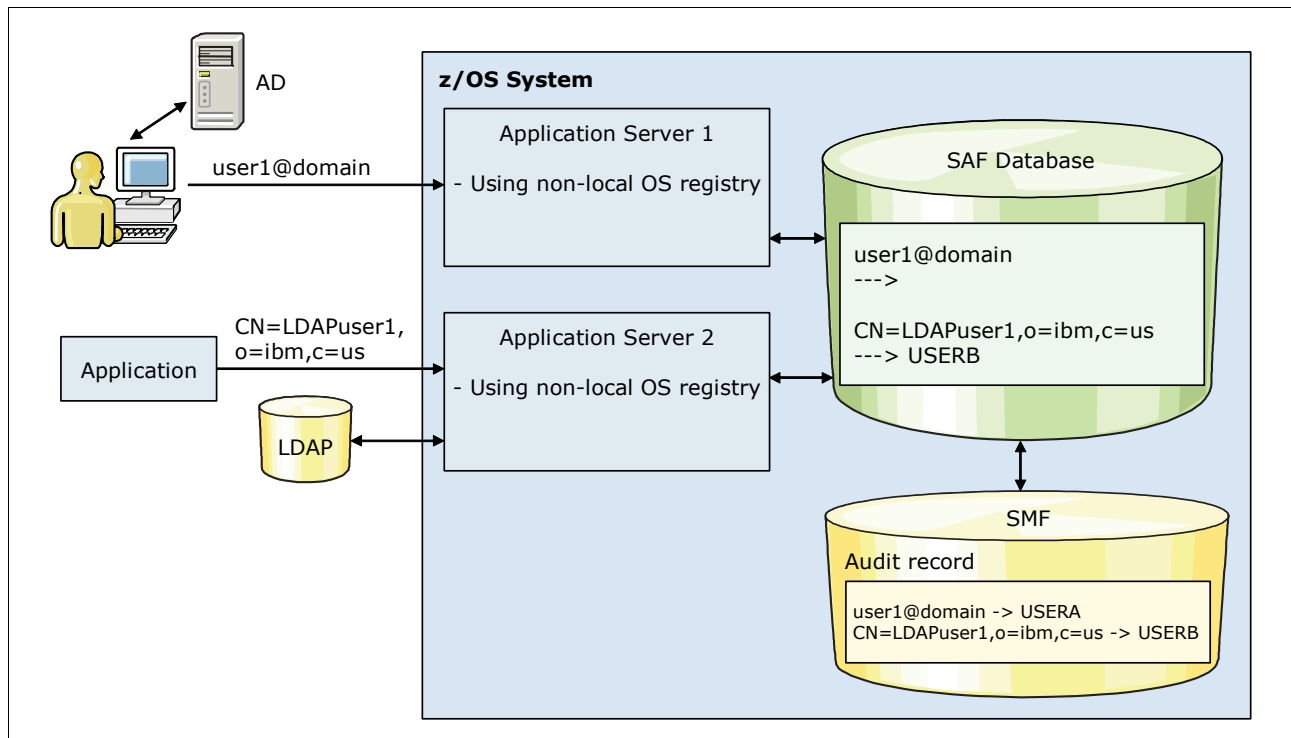 AD
user1@domain
z/OS System
Application Server 1
- Using non-local OS registry
SAF Database
user1@domain
--->
CN=LDAPuser1,o=ibm,c=us
---> USERB
Application
CN=LDAPuser1,
o=ibm,c=us
LDAP
Application Server 2
- Using non-local OS registry
SMF
Audit record
user1@domain -> USERA
CN=LDAPuser1,o=ibm,c=us -> USERB